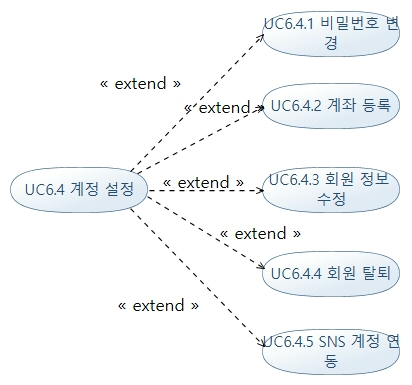 UC6.4.1 비밀번호 변
경
« extend »
« extend »
UC6.4.2 계좌 등록
UC6.4 계정 설정
« extend »
UC6.4.3 회원 정보
수정
« extend »
UC6.4.4 회원 탈퇴
« extend »
UC6.4.5 SNS 계정 연
동